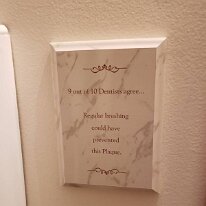 9 out of 10 Dentists agree...
Regular brushing
could have
prevented
this Plaque.